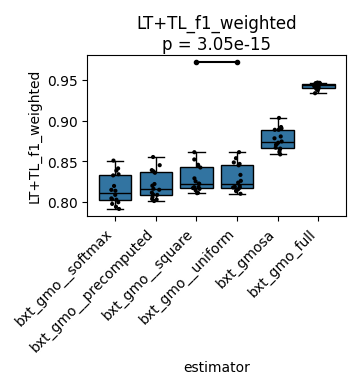 LT+TL_f1_weighted
p = 3.05e-15
LT+TL_f1_weighted
0.95
0.90
0.85
0.80
bxt_gmo__softmax
bxt_gmo__precomputed
bxt_gmo__square
bxt_gmo__uniform
bxt_gmosa
bxt_gmo_full
estimator